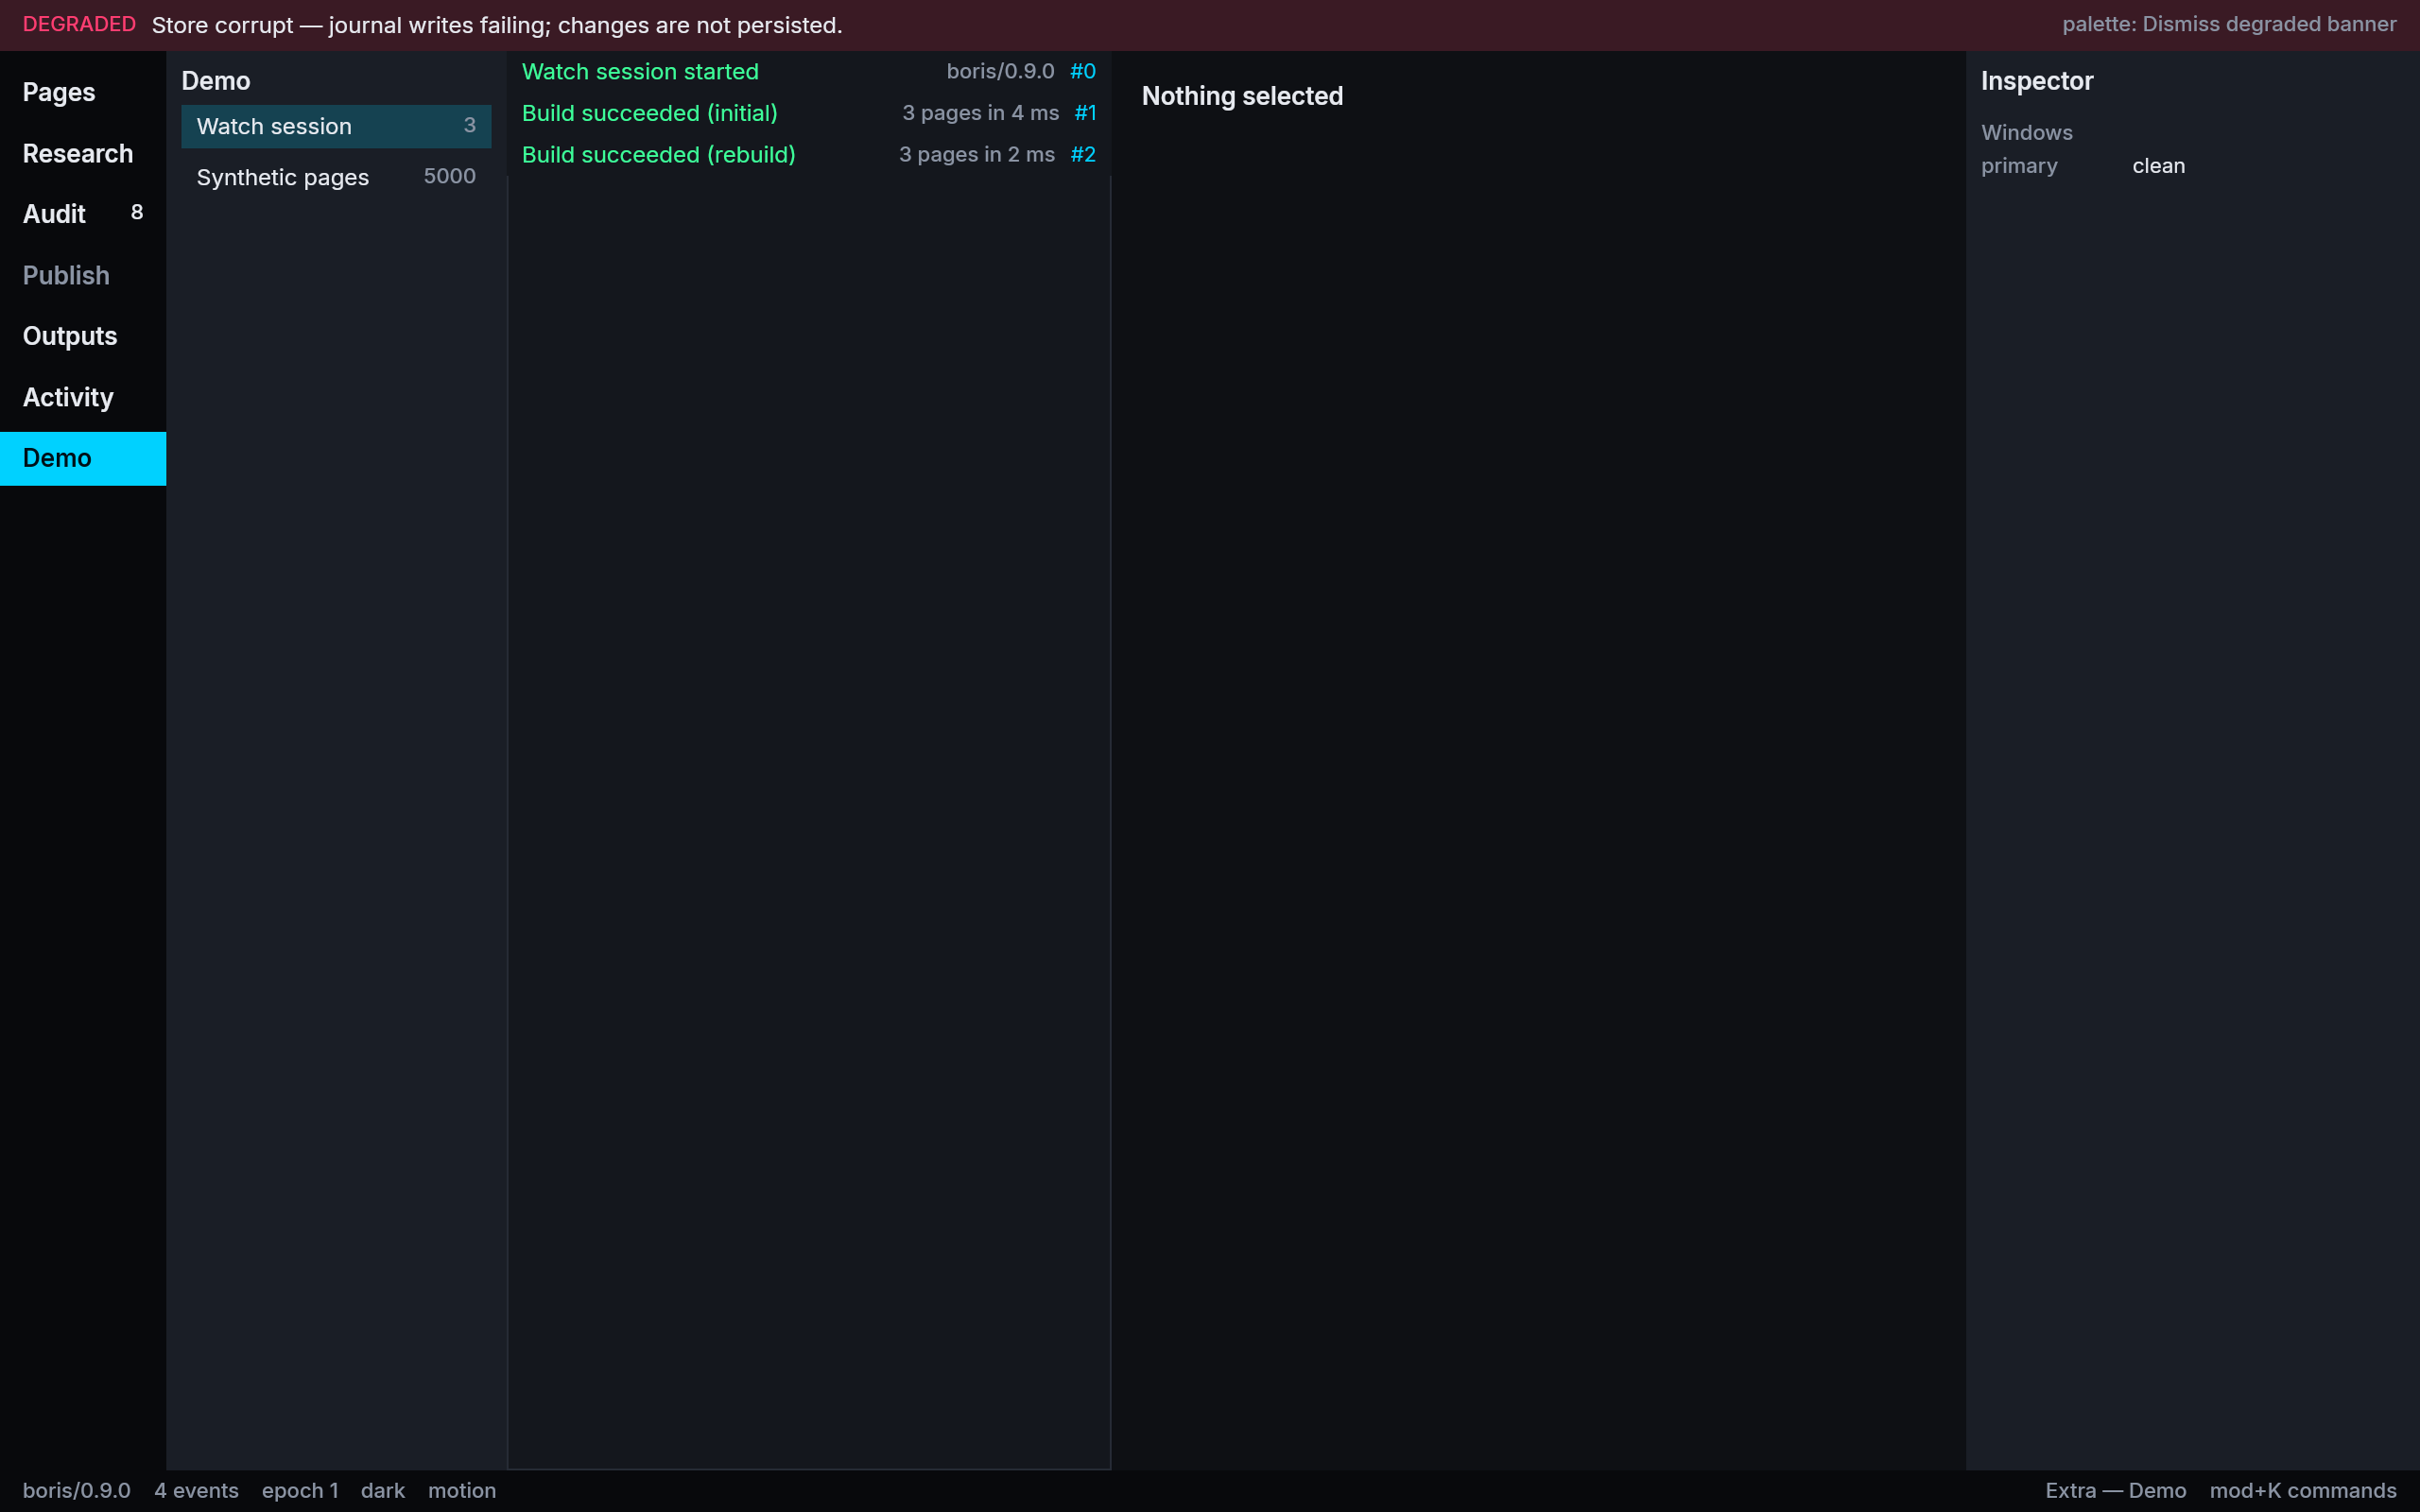 DEGRADED Store corrupt — journal writes failing; changes are not persisted. palette: Dismiss degraded banner
Pages
Research
Audit 8
Publish
Outputs
Activity
Demo
Demo
Watch session 3
Synthetic pages 5000
Watch session started boris/0.9.0 #0
Build succeeded (initial) 3 pages in 4 ms #1
Build succeeded (rebuild) 3 pages in 2 ms #2
Nothing selected
Inspector
Windows
primary clean
boris/0.9.0 4 events epoch 1 dark motion Extra — Demo mod+K commands